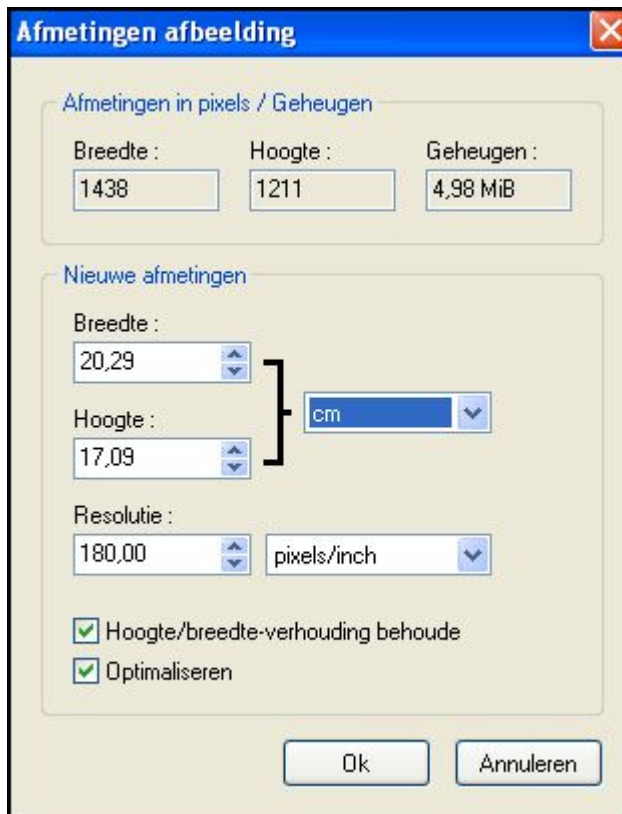 Afmetingen afbeelding
Afmetingen in pixels / Geheugen
Breedte : Hoogte : Geheugen :
1438 1211 4,98 MiB
Nieuwe afmetingen
Breedte :
20,29
cm
Hoogte :
17,09
Resolutie :
180,00 pixels/inch
Hoogte/breedte-verhouding behoude
Optimaliseren
Ok Annuleren